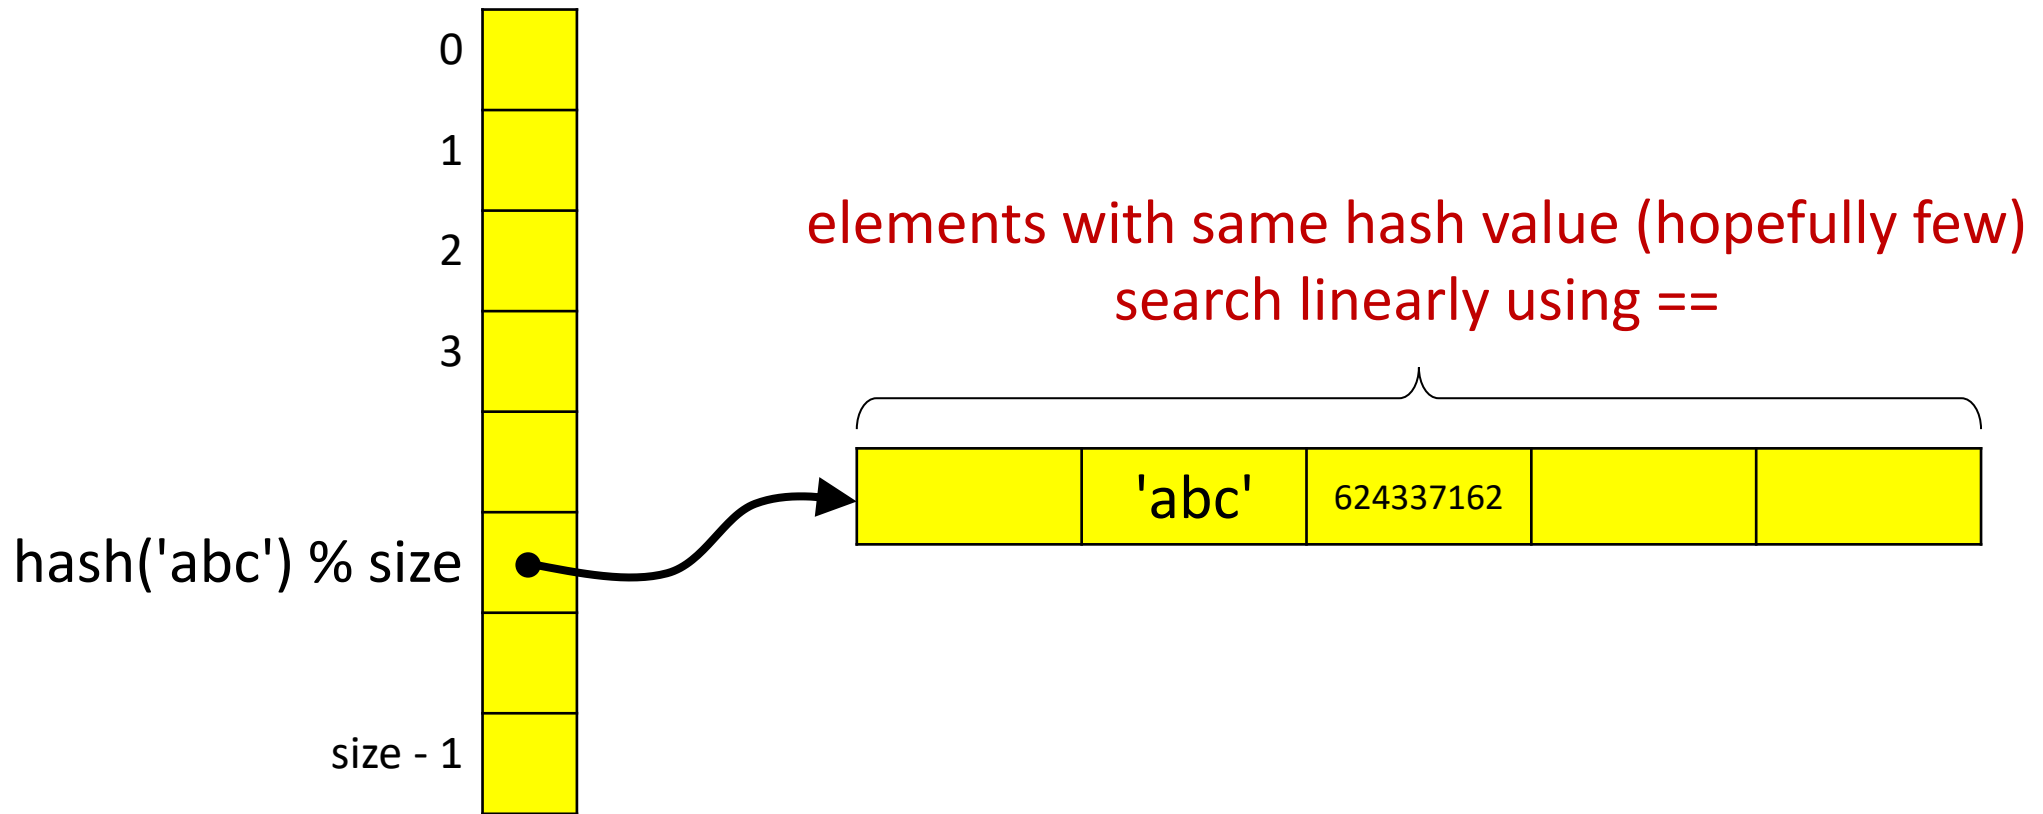 0
1
2
3
hash('abc') % size
size - 1
elements with same hash value (hopefully few)
search linearly using ==
'abc'
624337162